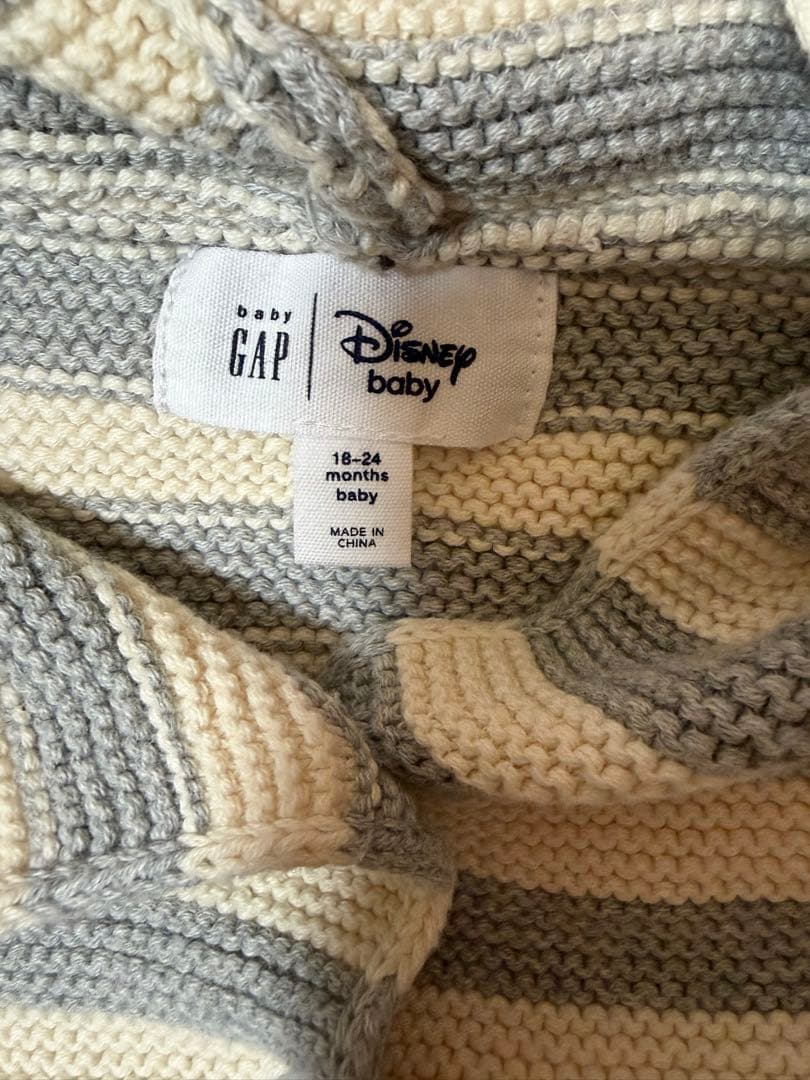 baby
GAP
Disney
baby
18-24
months
baby
MADE IN
CHINA